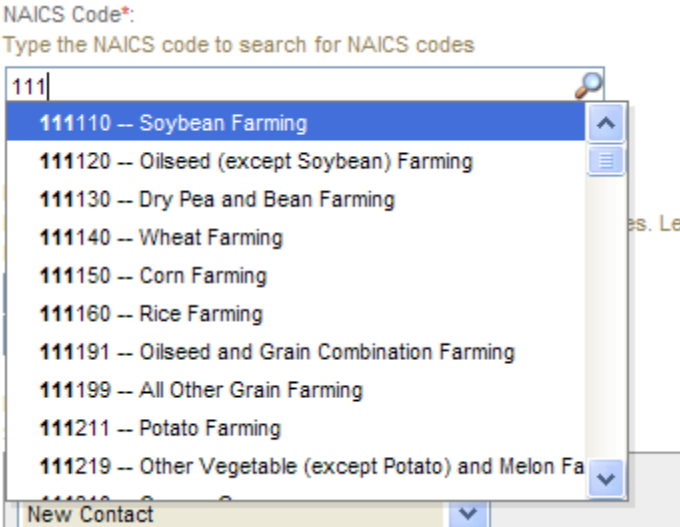 NAICS Code*:
Type the NAICS code to search for NAICS codes
111
111110 -- Soybean Farming
111120 -- Oilseed (except Soybean) Farming
111130 -- Dry Pea and Bean Farming
es. Le
111140 -- Wheat Farming
111150 -- Corn Farming
111160 -- Rice Farming
111191 -- Oilseed and Grain Combination Farming
111199 -- All Other Grain Farming
111211 -- Potato Farming
111219 -- Other Vegetable (except Potato) and Melon Fa
New Contact